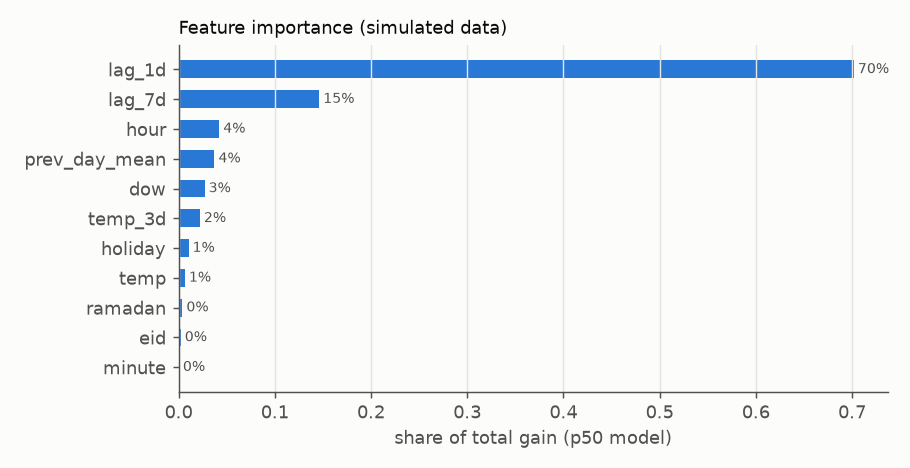 Feature importance (simulated data)
lag_1d 70%
lag_7d 15%
hour 4%
prev_day_mean 4%
dow 3%
temp_3d 2%
holiday 1%
temp 1%
ramadan 0%
eid 0%
minute 0%
0.0 0.1 0.2 0.3 0.4 0.5 0.6 0.7
share of total gain (p50 model)